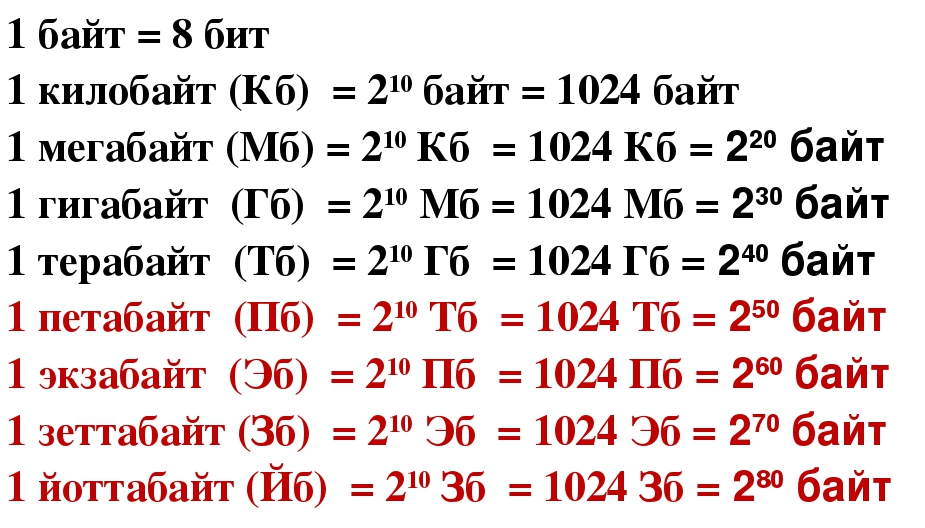 1 байт = 8 бит
1 килобайт (Кб) = 2¹⁰ байт = 1024 байт
1 мегабайт (Мб) = 2¹⁰ Кб = 1024 Кб = 2²⁰ байт
1 гигабайт (Гб) = 2¹⁰ Мб = 1024 Мб = 2³⁰ байт
1 терабайт (Тб) = 2¹⁰ Гб = 1024 Гб = 2⁴⁰ байт
1 петабайт (Пб) = 2¹⁰ Тб = 1024 Тб = 2⁵⁰ байт
1 экзабайт (Эб) = 2¹⁰ Пб = 1024 Пб = 2⁶⁰ байт
1 зеттабайт (Зб) = 2¹⁰ Эб = 1024 Эб = 2⁷⁰ байт
1 йоттабайт (Йб) = 2¹⁰ Зб = 1024 Зб = 2⁸⁰ байт